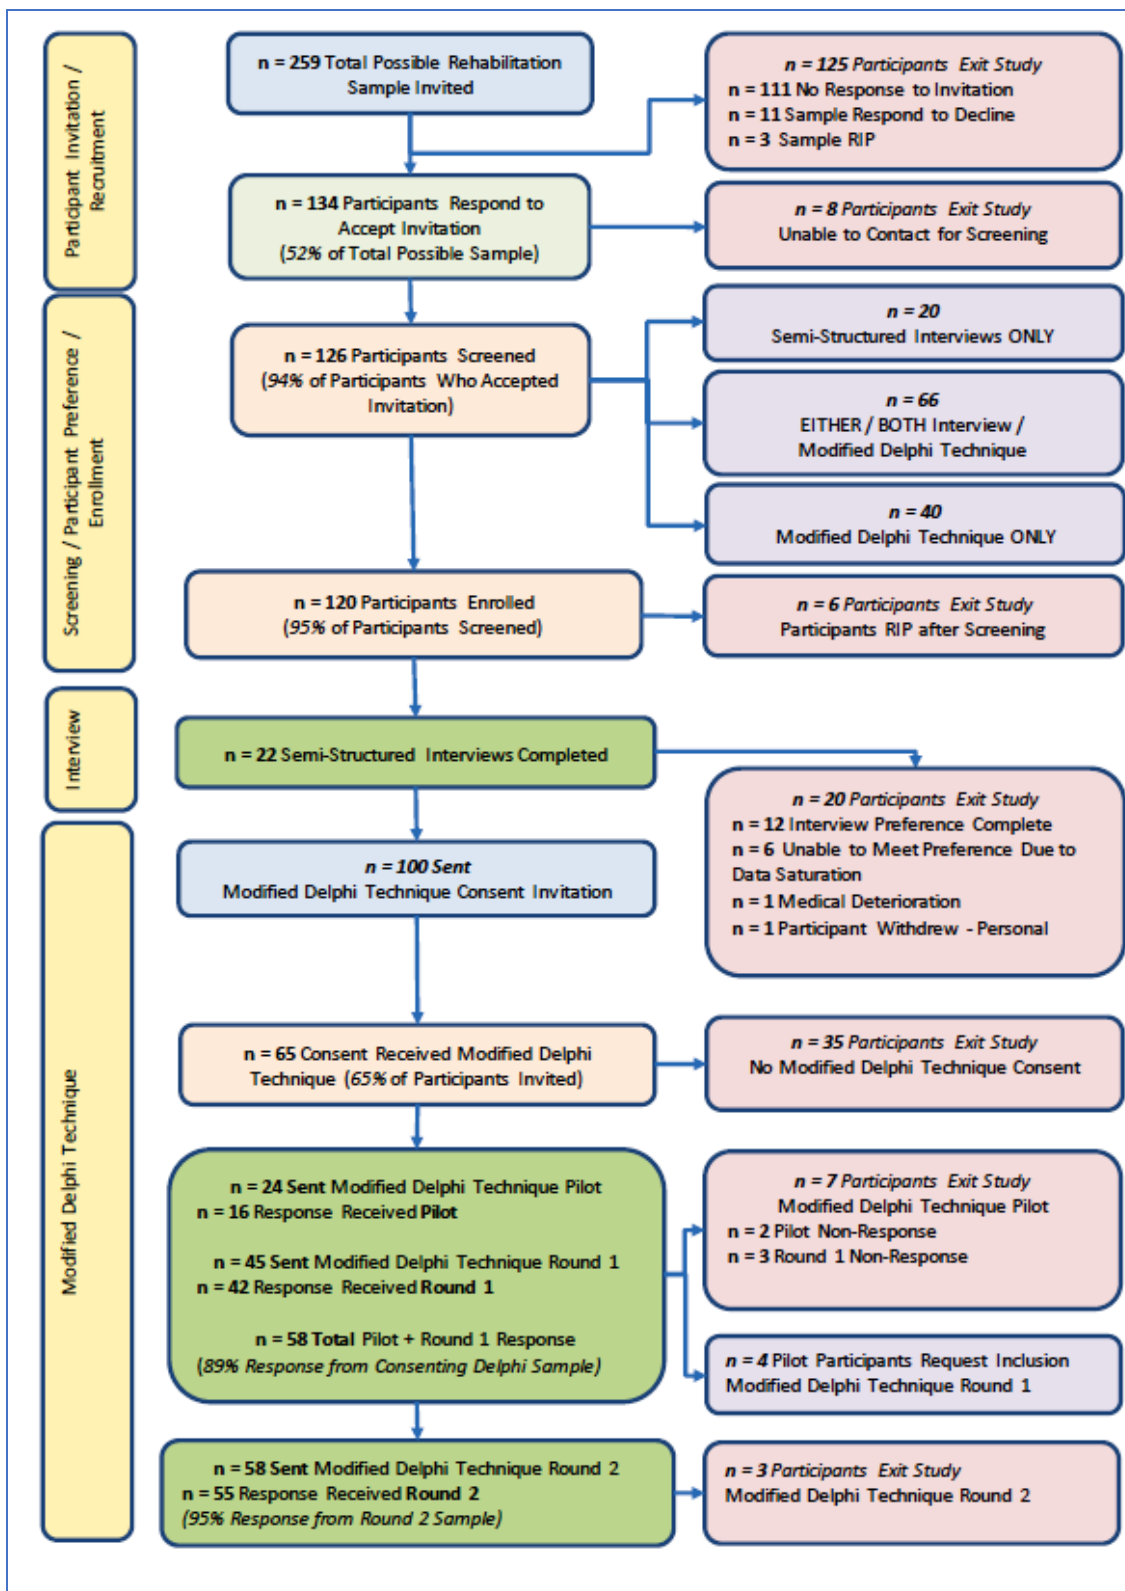 Participant Invitation /
Recruitment
n = 259 Total Possible Rehabilitation
Sample Invited
n = 125 Participants Exit Study
n = 111 No Response to Invitation
n = 11 Sample Respond to Decline
n = 3 Sample RIP
n = 134 Participants Respond to
Accept Invitation
(52% of Total Possible Sample)
n = 8 Participants Exit Study
Unable to Contact for Screening
Screening / Participant Preference /
Enrollment
n = 126 Participants Screened
(94% of Participants Who Accepted
Invitation)
n = 20
Semi-Structured Interviews ONLY
n = 66
EITHER / BOTH Interview /
Modified Delphi Technique
n = 40
Modified Delphi Technique ONLY
n = 120 Participants Enrolled
(95% of Participants Screened)
n = 6 Participants Exit Study
Participants RIP after Screening
Interview
n = 22 Semi-Structured Interviews Completed
n = 20 Participants Exit Study
n = 12 Interview Preference Complete
n = 6 Unable to Meet Preference Due to
Data Saturation
n = 1 Medical Deterioration
n = 1 Participant Withdrew - Personal
Modified Delphi Technique
n = 100 Sent
Modified Delphi Technique Consent Invitation
n = 65 Consent Received Modified Delphi
Technique (65% of Participants Invited)
n = 35 Participants Exit Study
No Modified Delphi Technique Consent
n = 24 Sent Modified Delphi Technique Pilot
n = 16 Response Received Pilot
n = 45 Sent Modified Delphi Technique Round 1
n = 42 Response Received Round 1
n = 58 Total Pilot + Round 1 Response
(89% Response from Consenting Delphi Sample)
n = 7 Participants Exit Study
Modified Delphi Technique Pilot
n = 2 Pilot Non-Response
n = 3 Round 1 Non-Response
n = 4 Pilot Participants Request Inclusion
Modified Delphi Technique Round 1
n = 58 Sent Modified Delphi Technique Round 2
n = 55 Response Received Round 2
(95% Response from Round 2 Sample)
n = 3 Participants Exit Study
Modified Delphi Technique Round 2